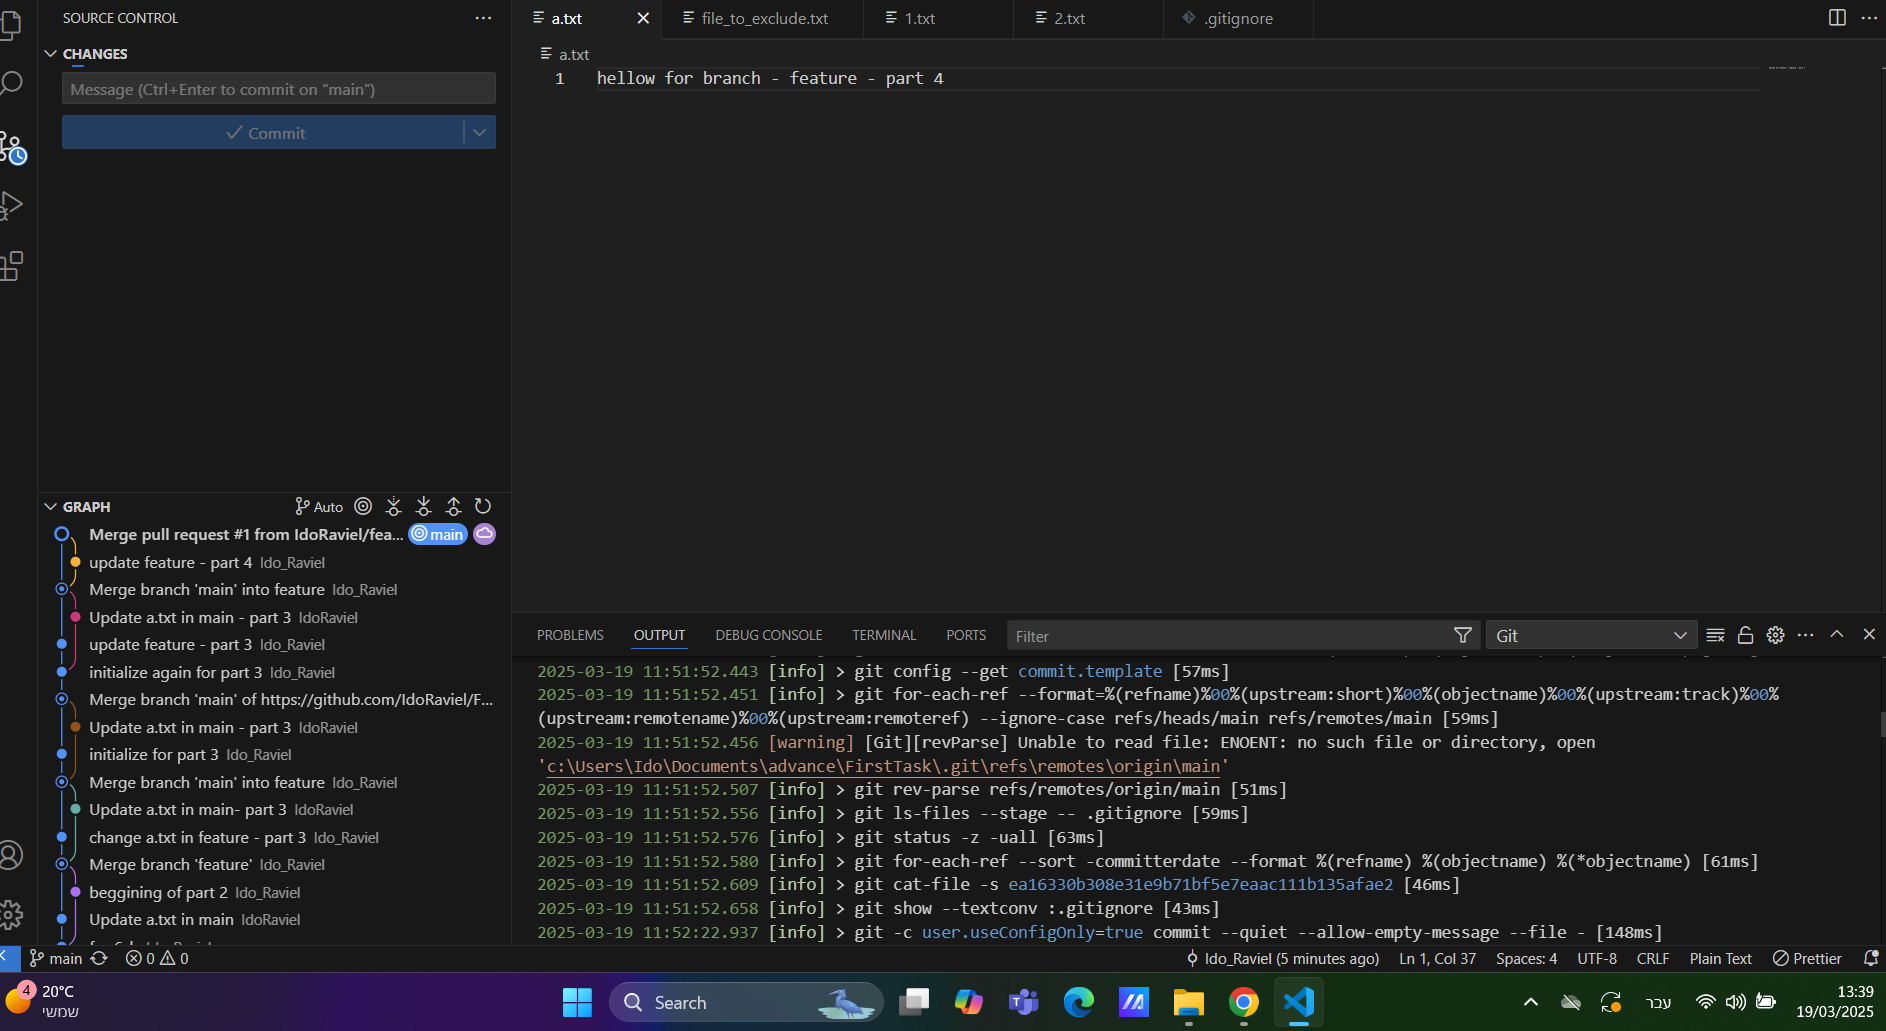 SOURCE CONTROL
CHANGES
Message (Ctrl+Enter to commit on "main")
Commit
GRAPH
Auto
Merge pull request #1 from IdoRaviel/fea... main
update feature - part 4 Ido_Raviel
Merge branch 'main' into feature Ido_Raviel
Update a.txt in main - part 3 IdoRaviel
update feature - part 3 Ido_Raviel
initialize again for part 3 Ido_Raviel
Merge branch 'main' of https://github.com/IdoRaviel/F...
Update a.txt in main - part 3 IdoRaviel
initialize for part 3 Ido_Raviel
Merge branch 'main' into feature Ido_Raviel
Update a.txt in main- part 3 IdoRaviel
change a.txt in feature - part 3 Ido_Raviel
Merge branch 'feature' Ido_Raviel
beggining of part 2 Ido_Raviel
Update a.txt in main IdoRaviel
a.txt file_to_exclude.txt 1.txt 2.txt .gitignore
a.txt
1 hellow for branch - feature - part 4
PROBLEMS OUTPUT DEBUG CONSOLE TERMINAL PORTS Filter Git
2025-03-19 11:51:52.443 [info] > git config --get commit.template [57ms]
2025-03-19 11:51:52.451 [info] > git for-each-ref --format=%(refname)%00%(upstream:short)%00%(objectname)%00%(upstream:track)%00%
(upstream:remotename)%00%(upstream:remoteref) --ignore-case refs/heads/main refs/remotes/main [59ms]
2025-03-19 11:51:52.456 [warning] [Git][revParse] Unable to read file: ENOENT: no such file or directory, open
'c:\Users\Ido\Documents\advance\FirstTask\.git\refs\remotes\origin\main'
2025-03-19 11:51:52.507 [info] > git rev-parse refs/remotes/origin/main [51ms]
2025-03-19 11:51:52.556 [info] > git ls-files --stage -- .gitignore [59ms]
2025-03-19 11:51:52.576 [info] > git status -z -uall [63ms]
2025-03-19 11:51:52.580 [info] > git for-each-ref --sort -committerdate --format %(refname) %(objectname) %(*objectname) [61ms]
2025-03-19 11:51:52.609 [info] > git cat-file -s ea16330b308e31e9b71bf5e7eaac111b135afae2 [46ms]
2025-03-19 11:51:52.658 [info] > git show --textconv :.gitignore [43ms]
2025-03-19 11:52:22.937 [info] > git -c user.useConfigOnly=true commit --quiet --allow-empty-message --file - [148ms]
main 0 0 Ido_Raviel (5 minutes ago) Ln 1, Col 37 Spaces: 4 UTF-8 CRLF Plain Text Prettier
4 20°C
שמשי
Search
עבר
13:39
19/03/2025